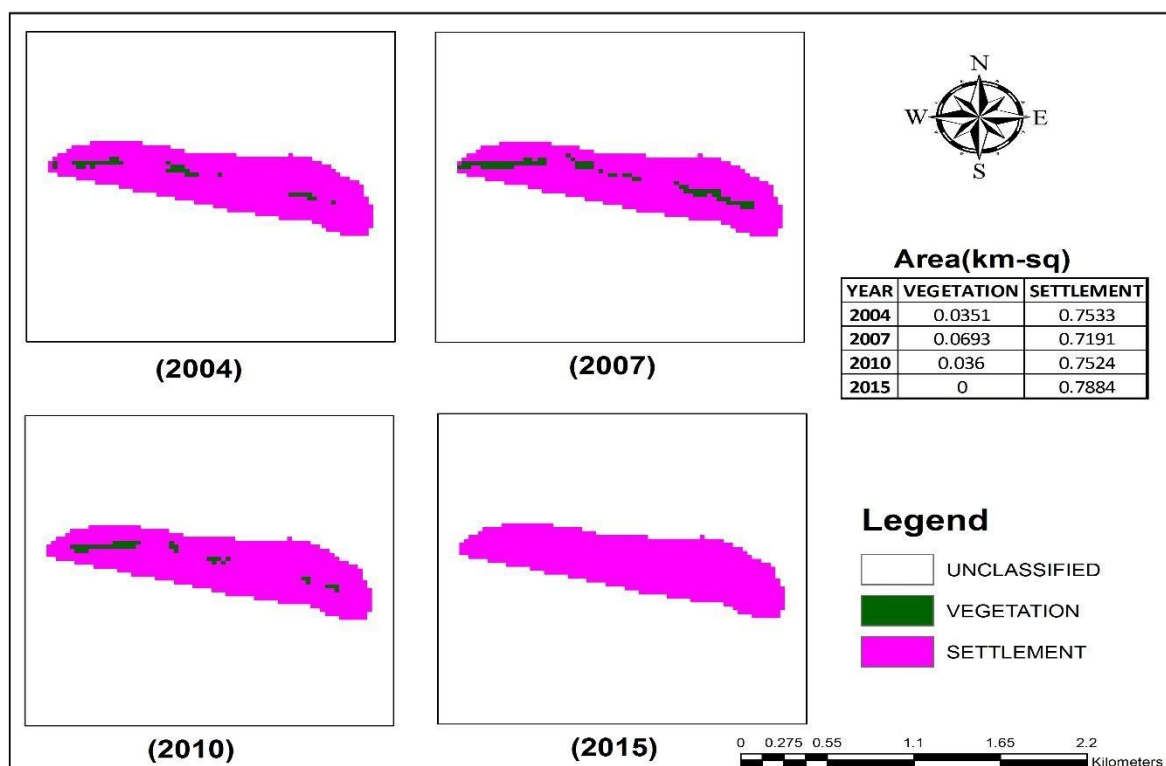 N
W E
S
(2004)
(2007)
Area(km-sq)
YEAR VEGETATION SETTLEMENT
2004 0.0351 0.7533
2007 0.0693 0.7191
2010 0.036 0.7524
2015 0 0.7884
(2010)
(2015)
Legend
UNCLASSIFIED
VEGETATION
SETTLEMENT
0 0.275 0.55 1.1 1.65 2.2
Kilometers